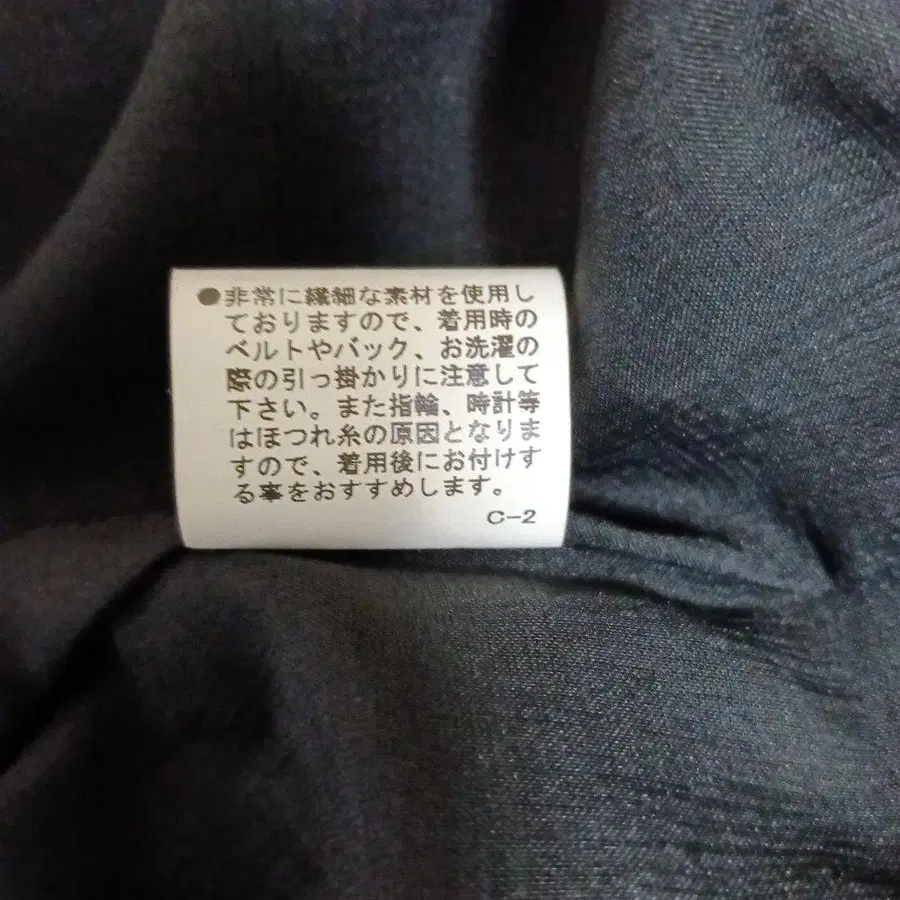 ●非常に繊細な素材を使用し
ておりますので、着用時の
ベルトやバック、お洗濯の
際の引っ掛かりに注意して
下さい。また指輪、時計等
はほつれ糸の原因となりま
すので、着用後にお付けす
る事をおすすめします。
C-2